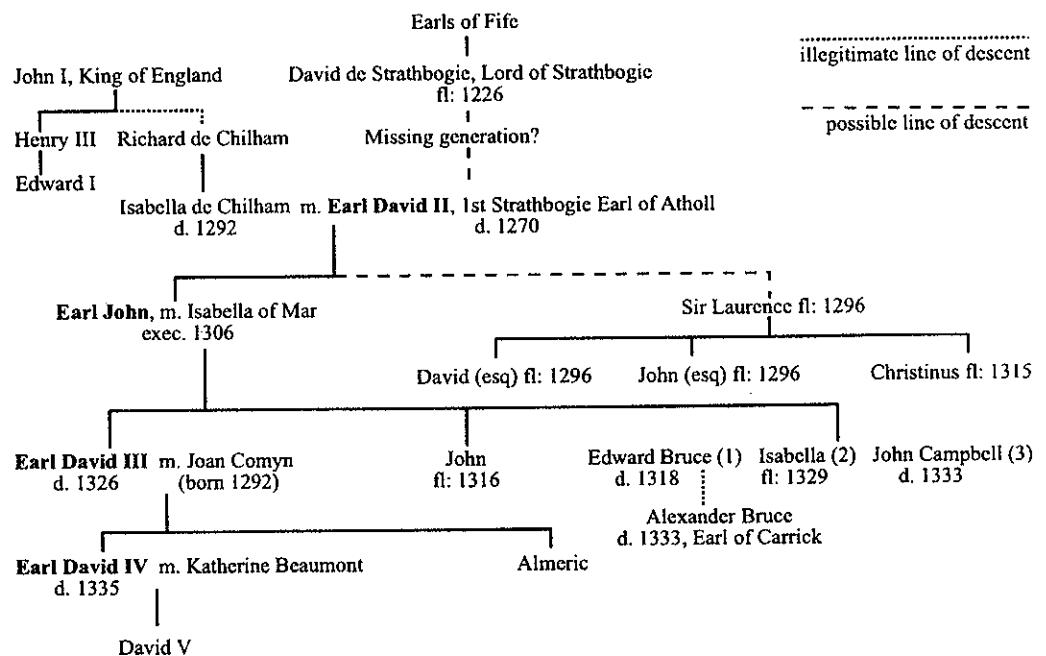 Earls of Fife
illegitimate line of descent
John I, King of England
David de Strathbogie, Lord of Strathbogie
fl: 1226
possible line of descent
Henry III
Richard de Chilham
Missing generation?
Edward I
Isabella de Chilham m. Earl David II, 1st Strathbogie Earl of Atholl
d. 1292
d. 1270
Earl John, m. Isabella of Mar
exec. 1306
Sir Laurence fl: 1296
David (esq) fl: 1296
John (esq) fl: 1296
Christinus fl: 1315
Earl David III m. Joan Comyn
d. 1326
(born 1292)
John
fl: 1316
Edward Bruce (1)
d. 1318
Isabella (2)
fl: 1329
John Campbell (3)
d. 1333
Alexander Bruce
d. 1333, Earl of Carrick
Earl David IV m. Katherine Beaumont
d. 1335
Almeric
David V